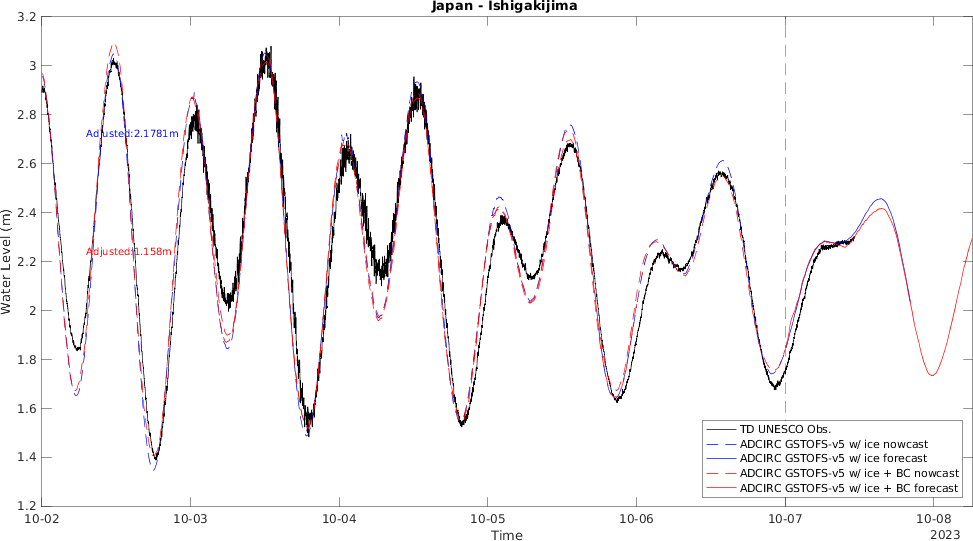 Japan - Ishigakijima
3.2
3
2.8
2.6
2.4
2.2
2
1.8
1.6
1.4
1.2
Water Level (m)
Adjusted:2.1781m
Adjusted:1.158m
TD UNESCO Obs.
ADCIRC GSTOFS-v5 w/ ice nowcast
ADCIRC GSTOFS-v5 w/ ice forecast
ADCIRC GSTOFS-v5 w/ ice + BC nowcast
ADCIRC GSTOFS-v5 w/ ice + BC forecast
10-02 10-03 10-04 10-05 10-06 10-07 10-08
Time
2023